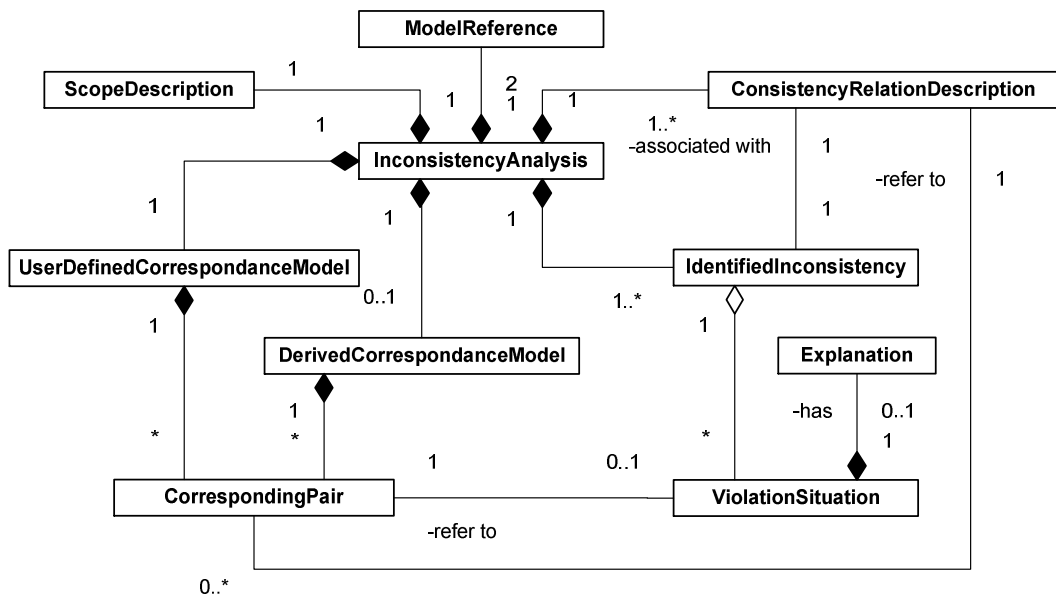 ModelReference
ScopeDescription
1
2
1
1
1
ConsistencyRelationDescription
1
1..*
-associated with
InconsistencyAnalysis
1
-refer to
1
1
1
1
1
UserDefinedCorrespondanceModel
IdentifiedInconsistency
0..1
1..*
1
1
DerivedCorrespondanceModel
Explanation
1
-has
0..1
*
*
*
1
1
0..1
CorrespondingPair
ViolationSituation
-refer to
0..*